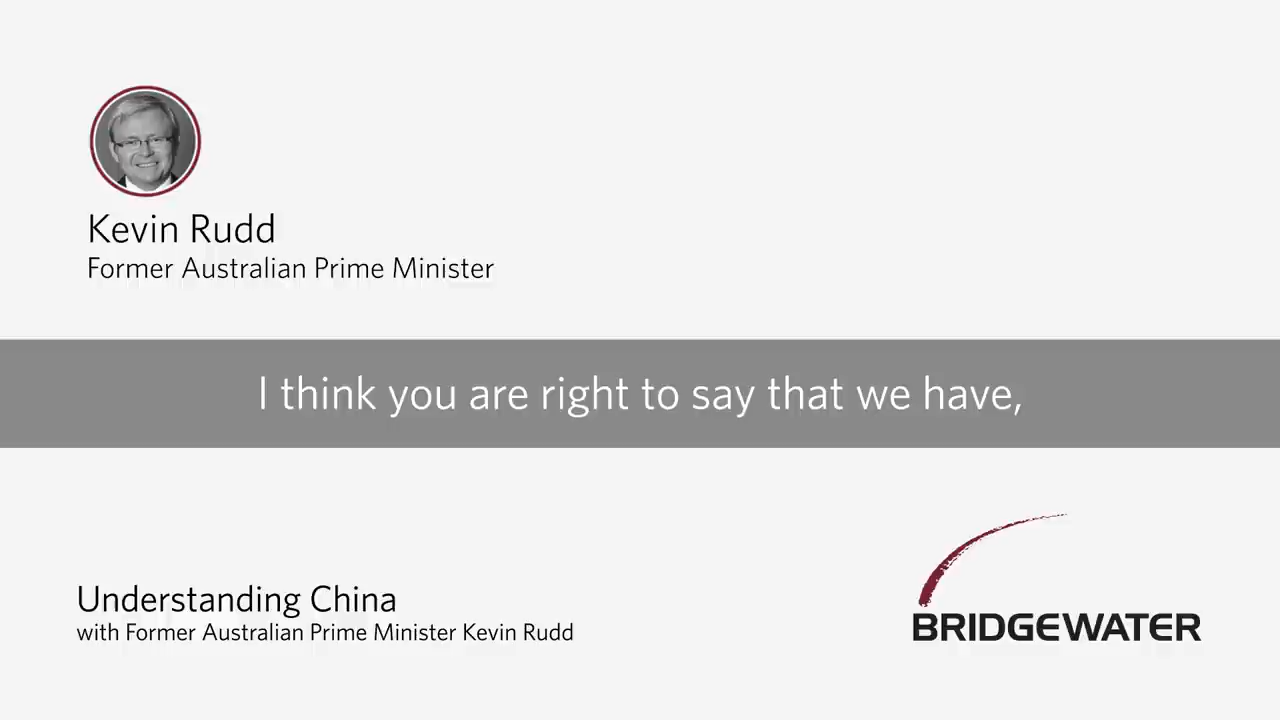 Kevin Rudd
Former Australian Prime Minister
I think you are right to say that we have,
Understanding China
with Former Australian Prime Minister Kevin Rudd
BRIDGEWATER